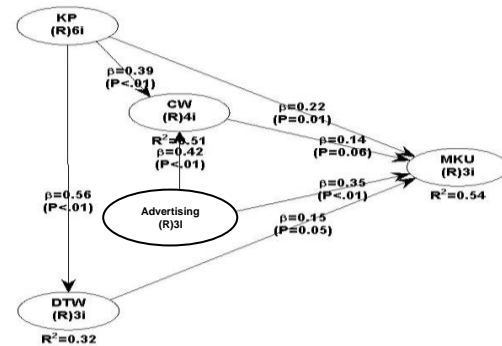 KP
(R)6i
β=0.39
(P<.01)
β=0.22
(P=0.01)
CW
(R)4i
R²=0.51
β=0.42
(P<.01)
β=0.14
(P=0.06)
MKU
(R)3i
R²=0.54
β=0.56
(P<.01)
Advertising
(R)3I
β=0.35
(P<.01)
β=0.15
(P=0.05)
DTW
(R)3i
R²=0.32